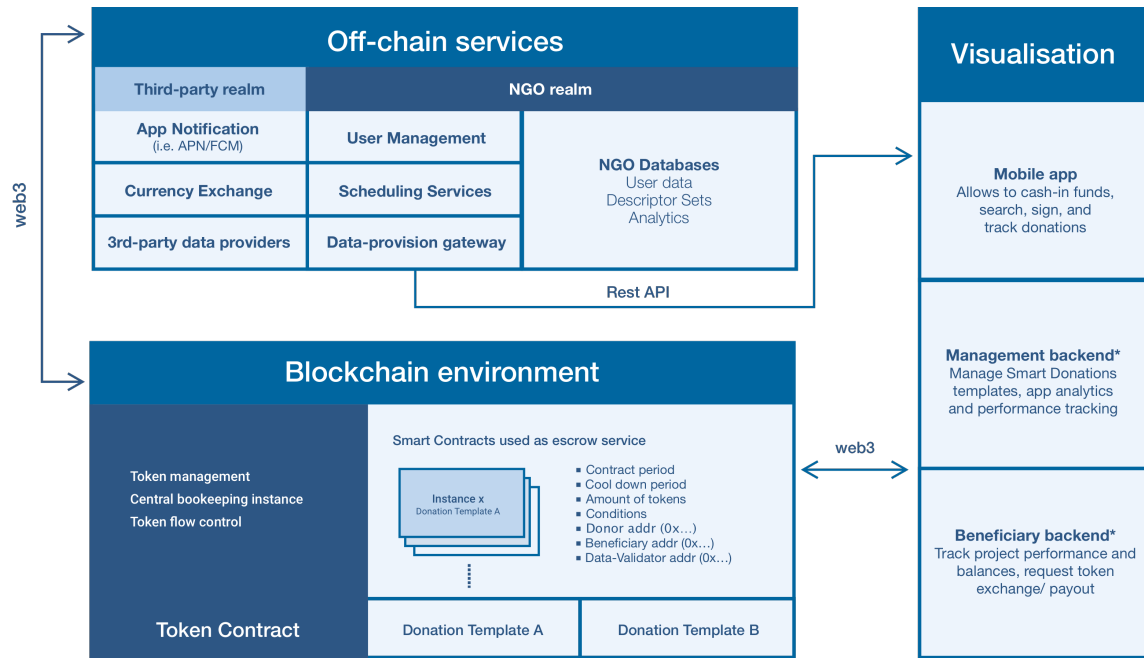 Off-chain services
Third-party realm
NGO realm
App Notification
(i.e. APN/FCM)
User Management
Currency Exchange
Scheduling Services
3rd-party data providers
Data-provision gateway
NGO Databases
User data
Descriptor Sets
Analytics
web3
Rest API
Blockchain environment
Token management
Central bookeeping instance
Token flow control
Token Contract
Smart Contracts used as escrow service
Instance x
Donation Template A
▪ Contract period
▪ Cool down period
▪ Amount of tokens
▪ Conditions
▪ Donor addr (0x...)
▪ Beneficiary addr (0x...)
▪ Data-Validator addr (0x...)
Donation Template A
Donation Template B
web3
Visualisation
Mobile app
Allows to cash-in funds,
search, sign, and
track donations
Management backend*
Manage Smart Donations
templates, app analytics
and performance tracking
Beneficiary backend*
Track project performance and
balances, request token
exchange/ payout